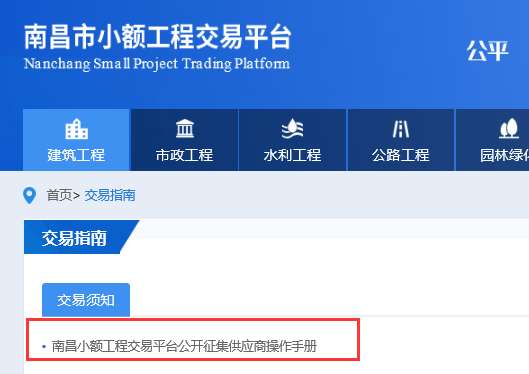 南昌市小额工程交易平台
Nanchang Small Project Trading Platform
公平
建筑工程 市政工程 水利工程 公路工程 园林绿化
首页> 交易指南
交易指南
交易须知
南昌小额工程交易平台公开征集供应商操作手册